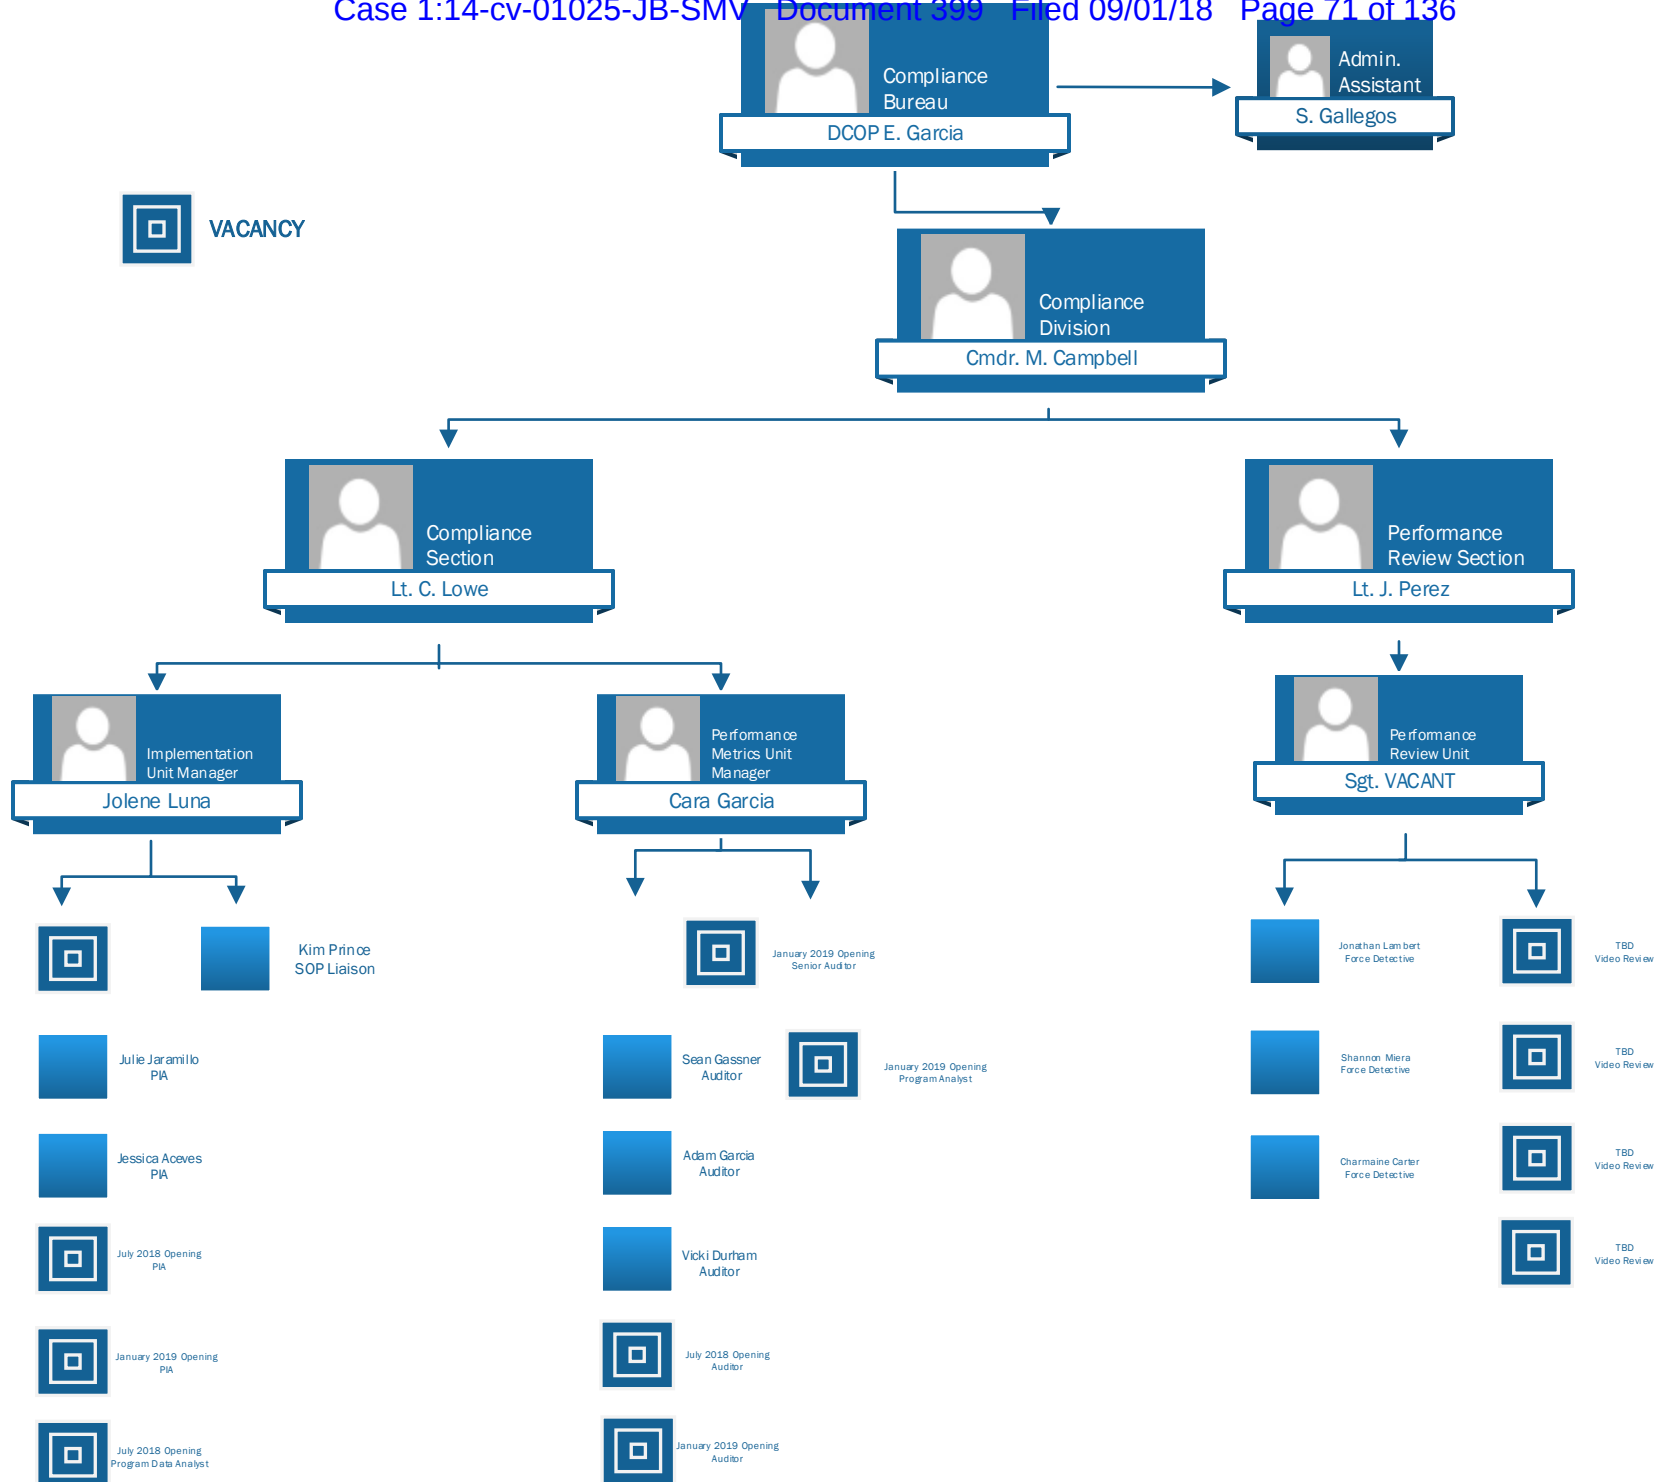 Case 1:14-cv-01025-JB-SMV Document 399 Filed 09/01/18 Page 71 of 136
Compliance
Bureau
DCOP E. Garcia
Admin.
Assistant
S. Gallegos
VACANCY
Compliance
Division
Cmdr. M. Campbell
Compliance
Section
Lt. C. Lowe
Performance
Review Section
Lt. J. Perez
Implementation
Unit Manager
Jolene Luna
Performance
Metrics Unit
Manager
Cara Garcia
Performance
Review Unit
Sgt. VACANT
Kim Prince
SOP Liaison
Julie Jaramillo
PIA
Jessica Aceves
PIA
July 2018 Opening
PIA
January 2019 Opening
PIA
July 2018 Opening
Program Data Analyst
January 2019 Opening
Senior Auditor
Sean Gassner
Auditor
January 2019 Opening
Program Analyst
Adam Garcia
Auditor
Vicki Durham
Auditor
July 2018 Opening
Auditor
January 2019 Opening
Auditor
Jonathan Lambert
Force Detective
Shannon Miera
Force Detective
Charmaine Carter
Force Detective
TBD
Video Review
TBD
Video Review
TBD
Video Review
TBD
Video Review